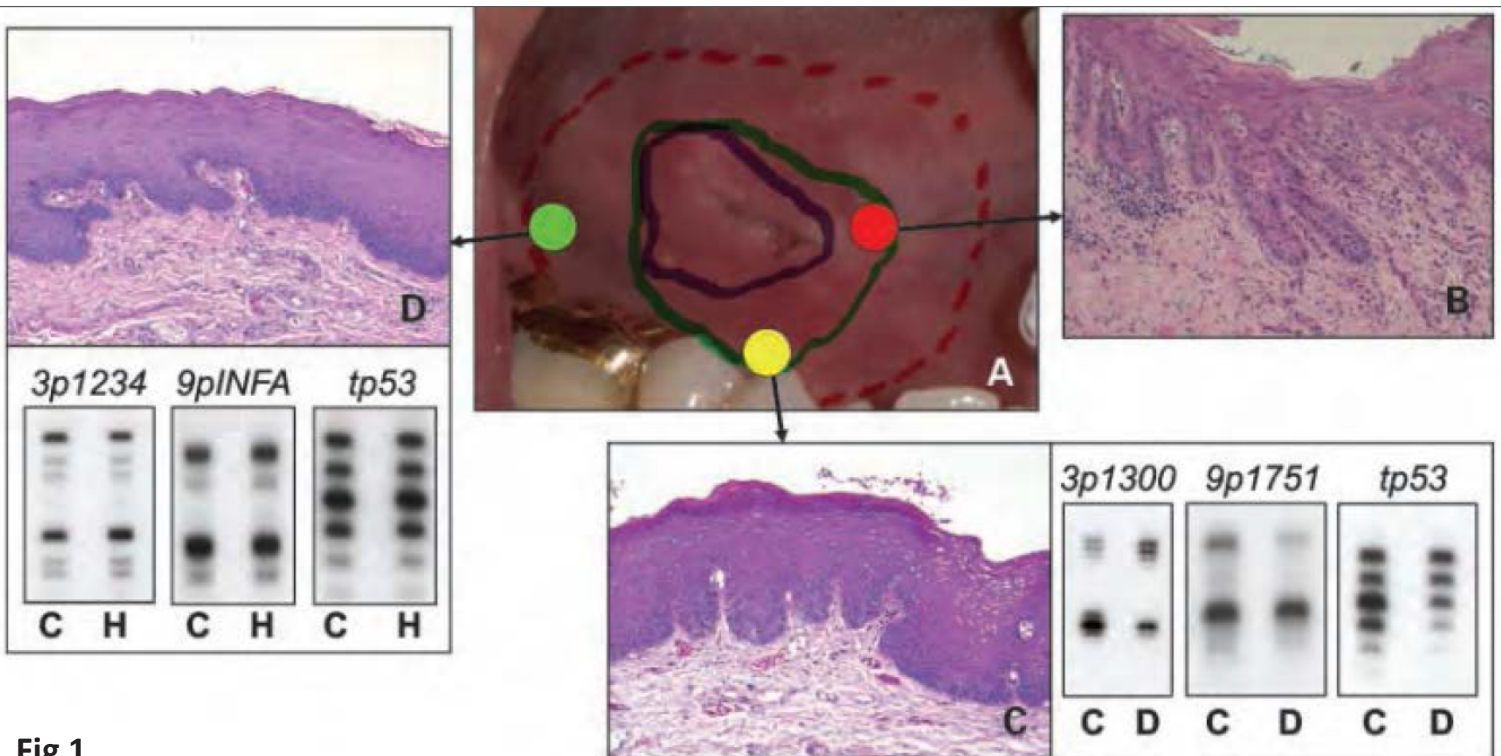 D
A
B
3p1234 9pINFA tp53
C H C H C H
C
3p1300 9p1751 tp53
C D C D C D
Fig 1